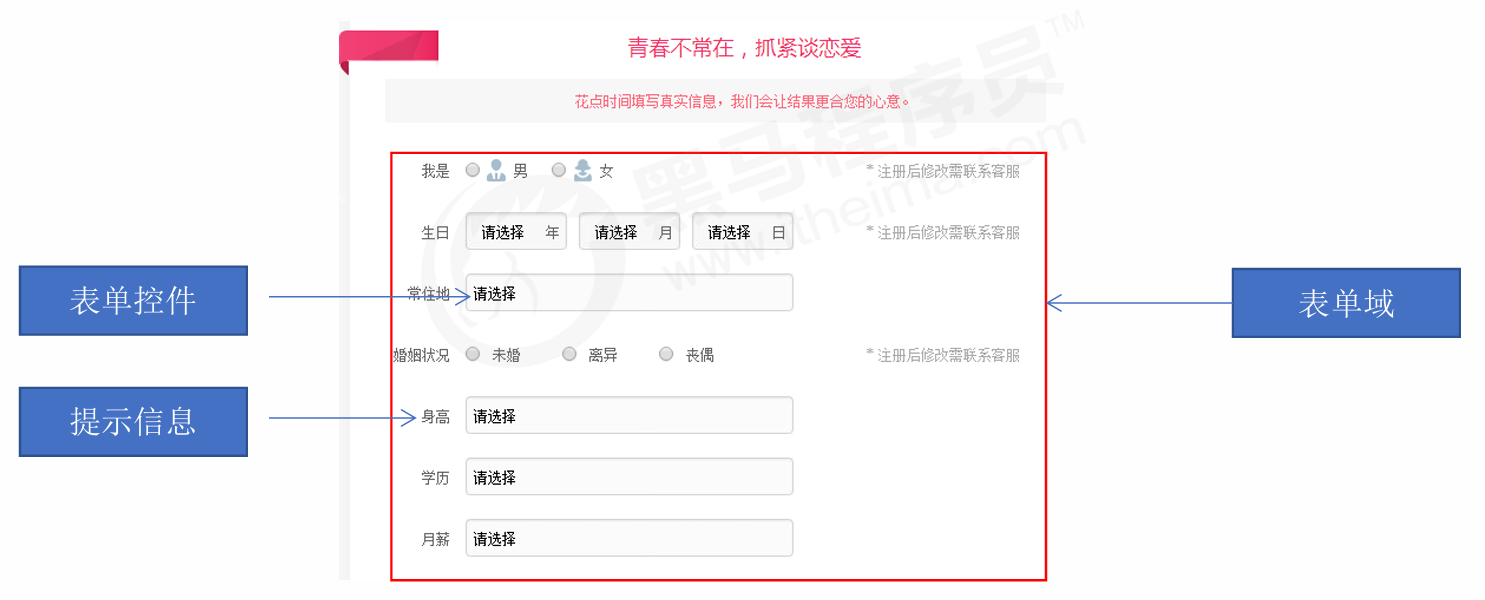 青春不常在，抓紧谈恋爱
花点时间填写真实信息，我们会让结果更合您的心意。
我是 男 女 * 注册后修改需联系客服
生日 请选择 年 请选择 月 请选择 日 * 注册后修改需联系客服
表单控件
常住地 请选择
表单域
婚姻状况 未婚 离异 丧偶 * 注册后修改需联系客服
提示信息
身高 请选择
学历 请选择
月薪 请选择
黑马程序员TM
www.itheima.com